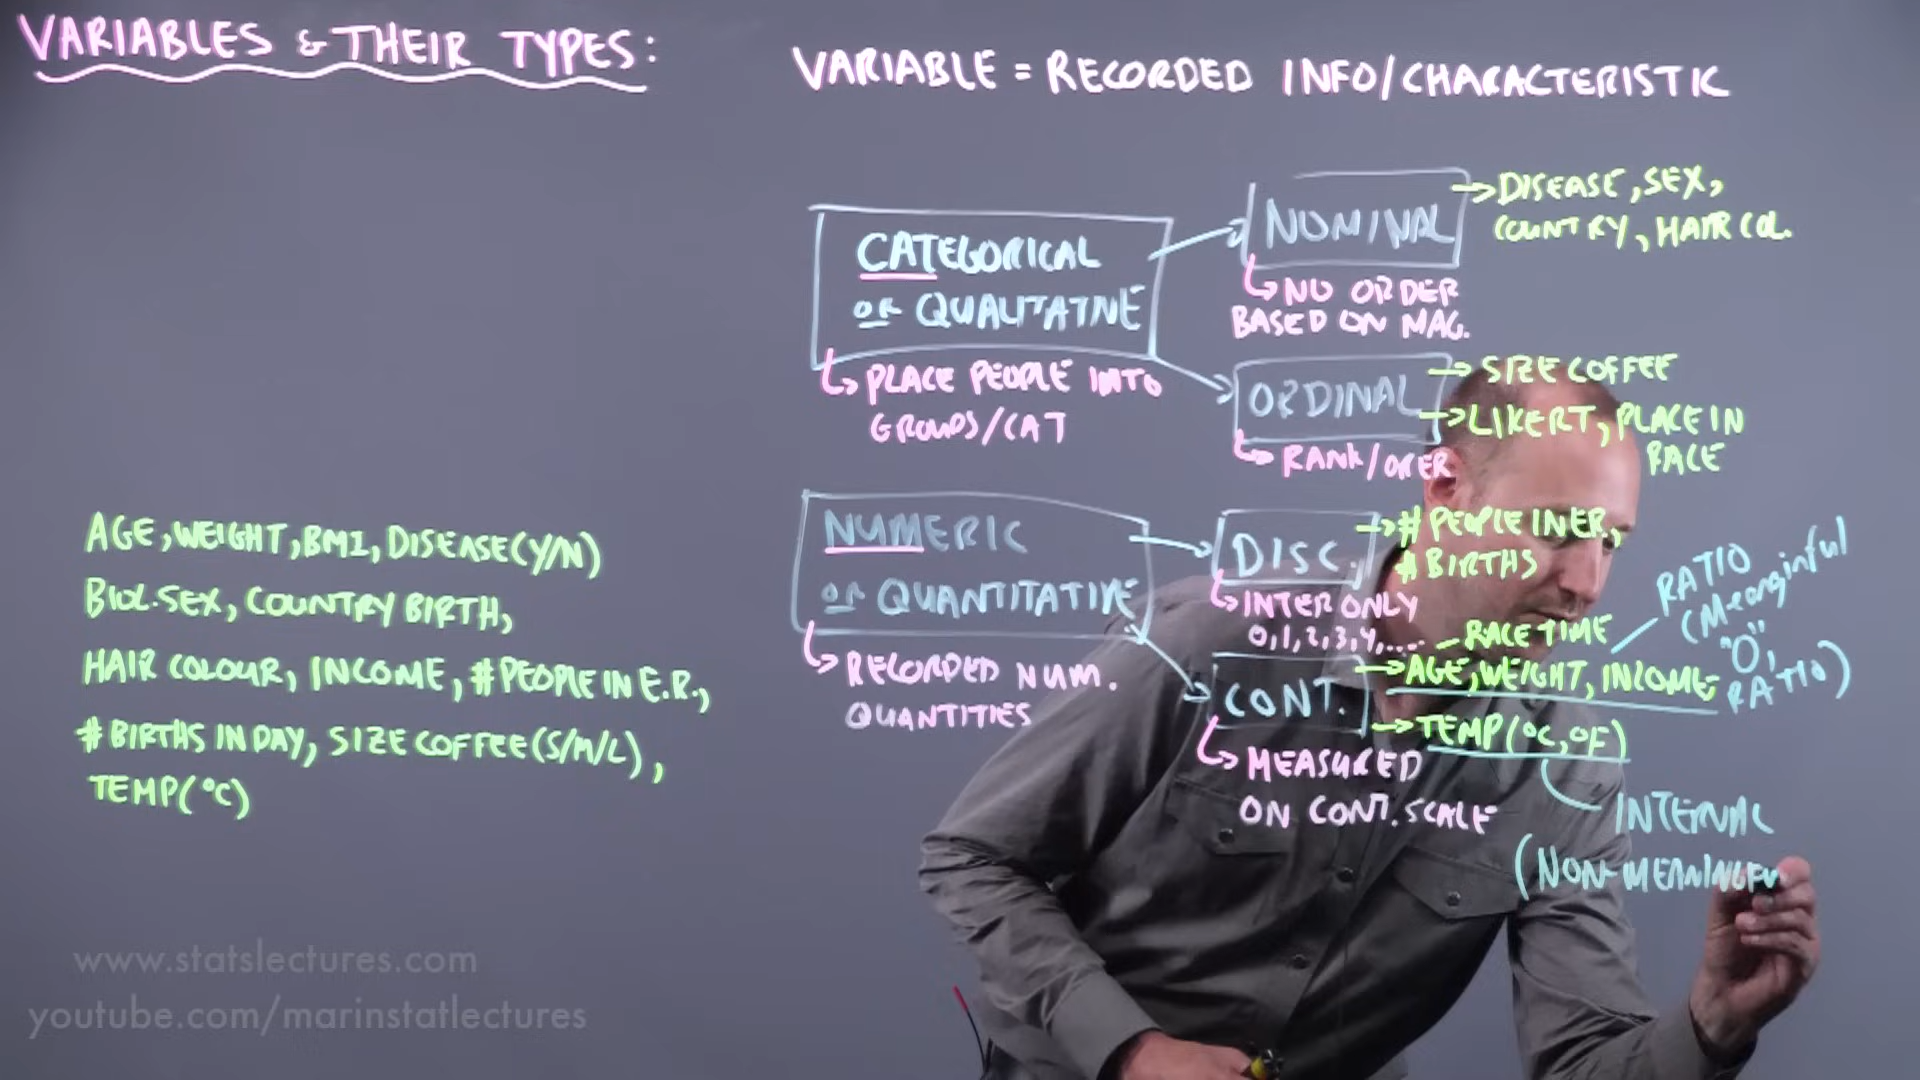 VARIABLES & THEIR TYPES:
VARIABLE = RECORDED INFO/CHARACTERISTIC
CATEGORICAL
or QUALITATIVE
PLACE PEOPLE INTO
GROUPS/CAT
NOMINAL
DISEASE, SEX,
COUNTRY, HAIR COL.
NO ORDER
BASED ON MAG.
ORDINAL
SIZE COFFEE
LIKERT, PLACE IN
RACE
RANK/ORER
NUMERIC
or QUANTITATIVE
RECORDED NUM.
QUANTITIES
DISC.
# PEOPLE IN ER,
# BIRTHS
INTER ONLY
0,1,2,3,4,....
RACE TIME
CONT.
AGE, WEIGHT, INCOME
TEMP(°C,°F)
MEASURED
ON CONT. SCALE
RATIO
(Meaningful
"0",
RATIO)
INTERVAL
(NON-MEANINGFU
AGE, WEIGHT, BMI, DISEASE(Y/N)
BIOL. SEX, COUNTRY BIRTH,
HAIR COLOUR, INCOME, #PEOPLE IN E.R.,
# BIRTHS IN DAY, SIZE COFFEE(S/M/L),
TEMP(°C)
www.statslectures.com
youtube.com/marinstatlectures